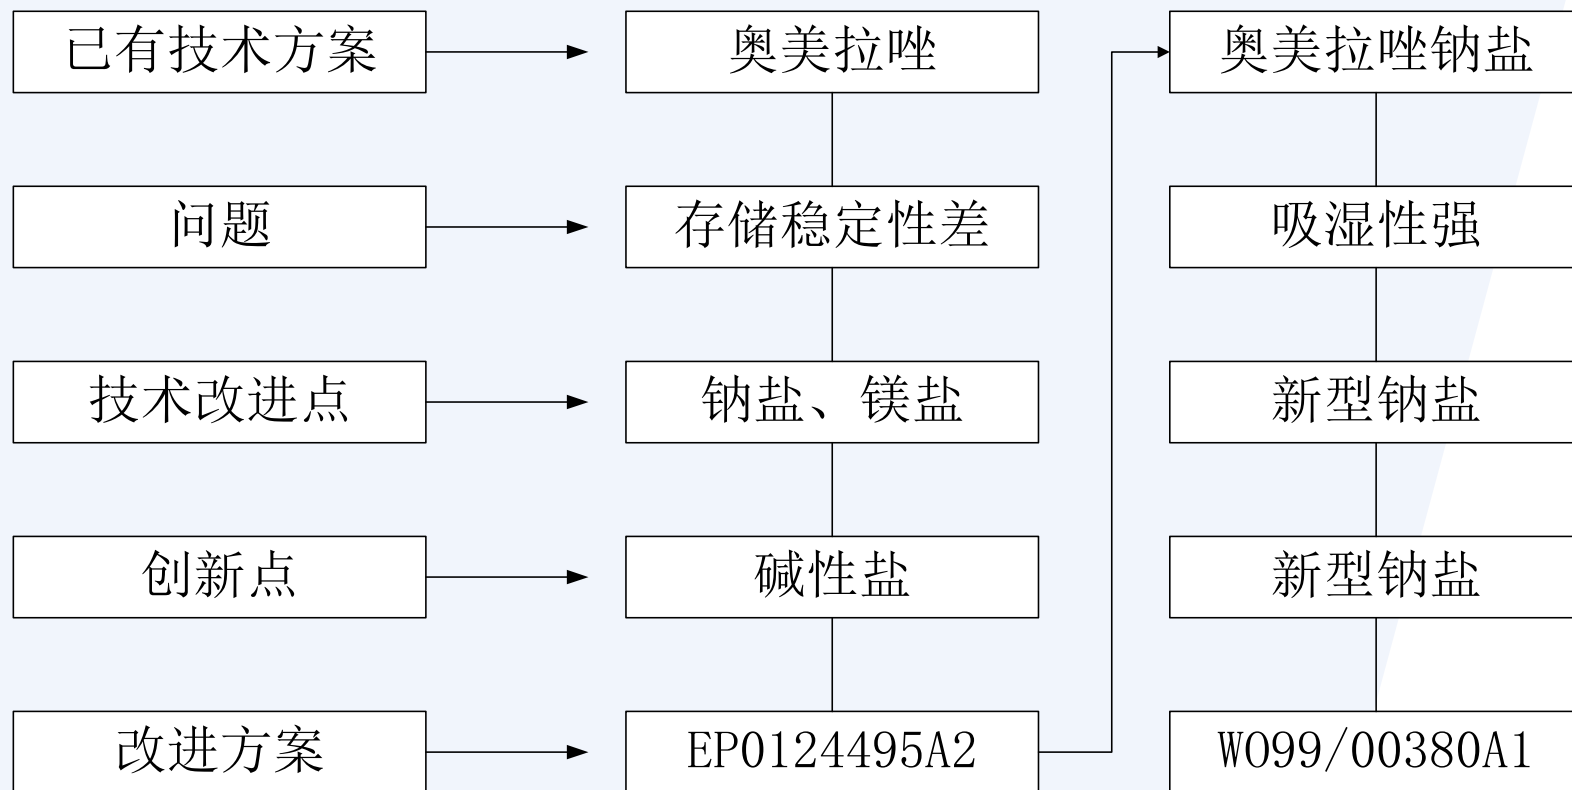 已有技术方案
奥美拉唑
奥美拉唑钠盐
问题
存储稳定性差
吸湿性强
技术改进点
钠盐、镁盐
新型钠盐
创新点
碱性盐
新型钠盐
改进方案
EP0124495A2
WO99/00380A1